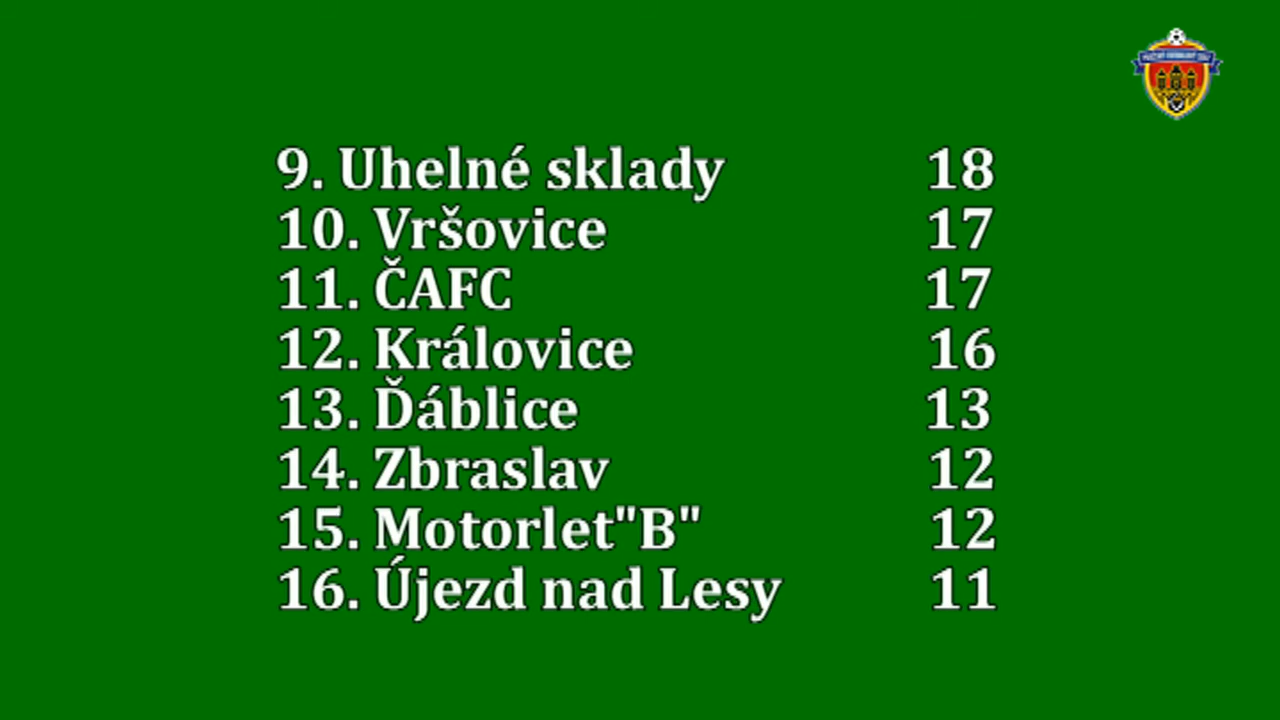 9. Uhelné sklady 18
10. Vršovice 17
11. ČAFC 17
12. Královice 16
13. Ďáblice 13
14. Zbraslav 12
15. Motorlet"B" 12
16. Újezd nad Lesy 11